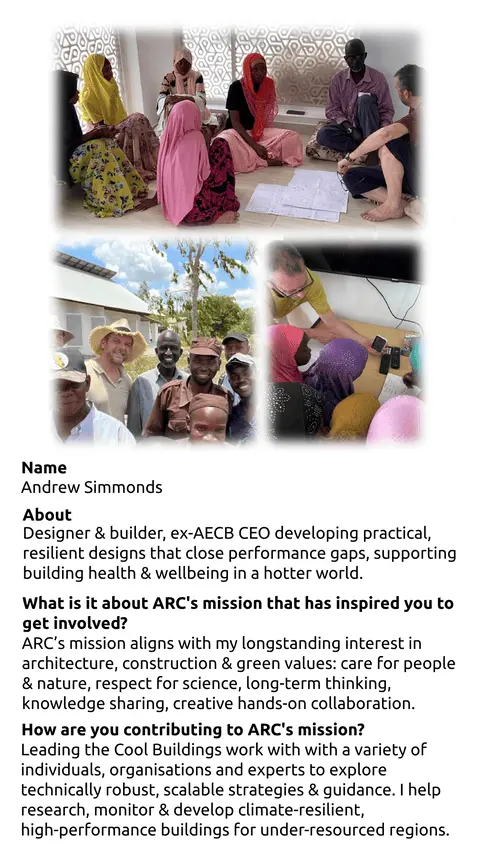 Name
Andrew Simmonds
About
Designer & builder, ex-AECB CEO developing practical,
resilient designs that close performance gaps, supporting
building health & wellbeing in a hotter world.
What is it about ARC's mission that has inspired you to
get involved?
ARC’s mission aligns with my longstanding interest in
architecture, construction & green values: care for people
& nature, respect for science, long-term thinking,
knowledge sharing, creative hands-on collaboration.
How are you contributing to ARC's mission?
Leading the Cool Buildings work with with a variety of
individuals, organisations and experts to explore
technically robust, scalable strategies & guidance. I help
research, monitor & develop climate-resilient,
high-performance buildings for under-resourced regions.